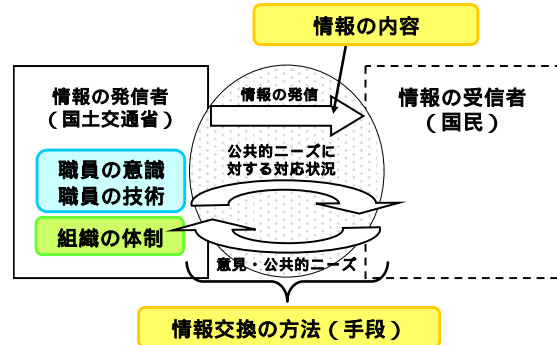 情報の内容
情報の発信者
（国土交通省）
職員の意識
職員の技術
組織の体制
情報の発信
公共的ニーズに
対する対応状況
意見・公共的ニーズ
情報の受信者
（国民）
情報交換の方法（手段）